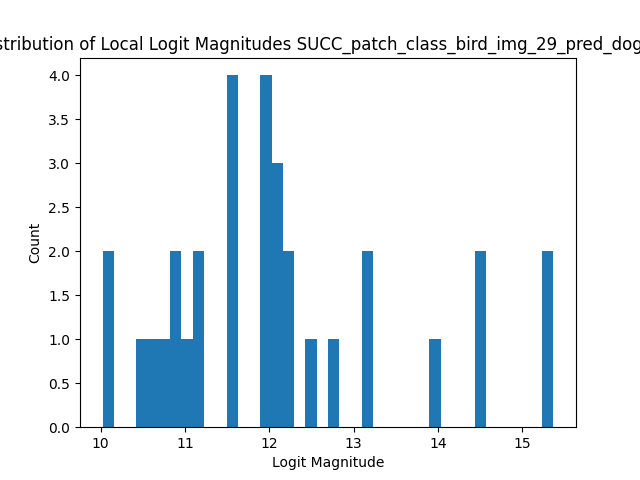 stribution of Local Logit Magnitudes SUCC_patch_class_bird_img_29_pred_dog
4.0
3.5
3.0
2.5
2.0
1.5
1.0
0.5
0.0
Count
10 11 12 13 14 15
Logit Magnitude